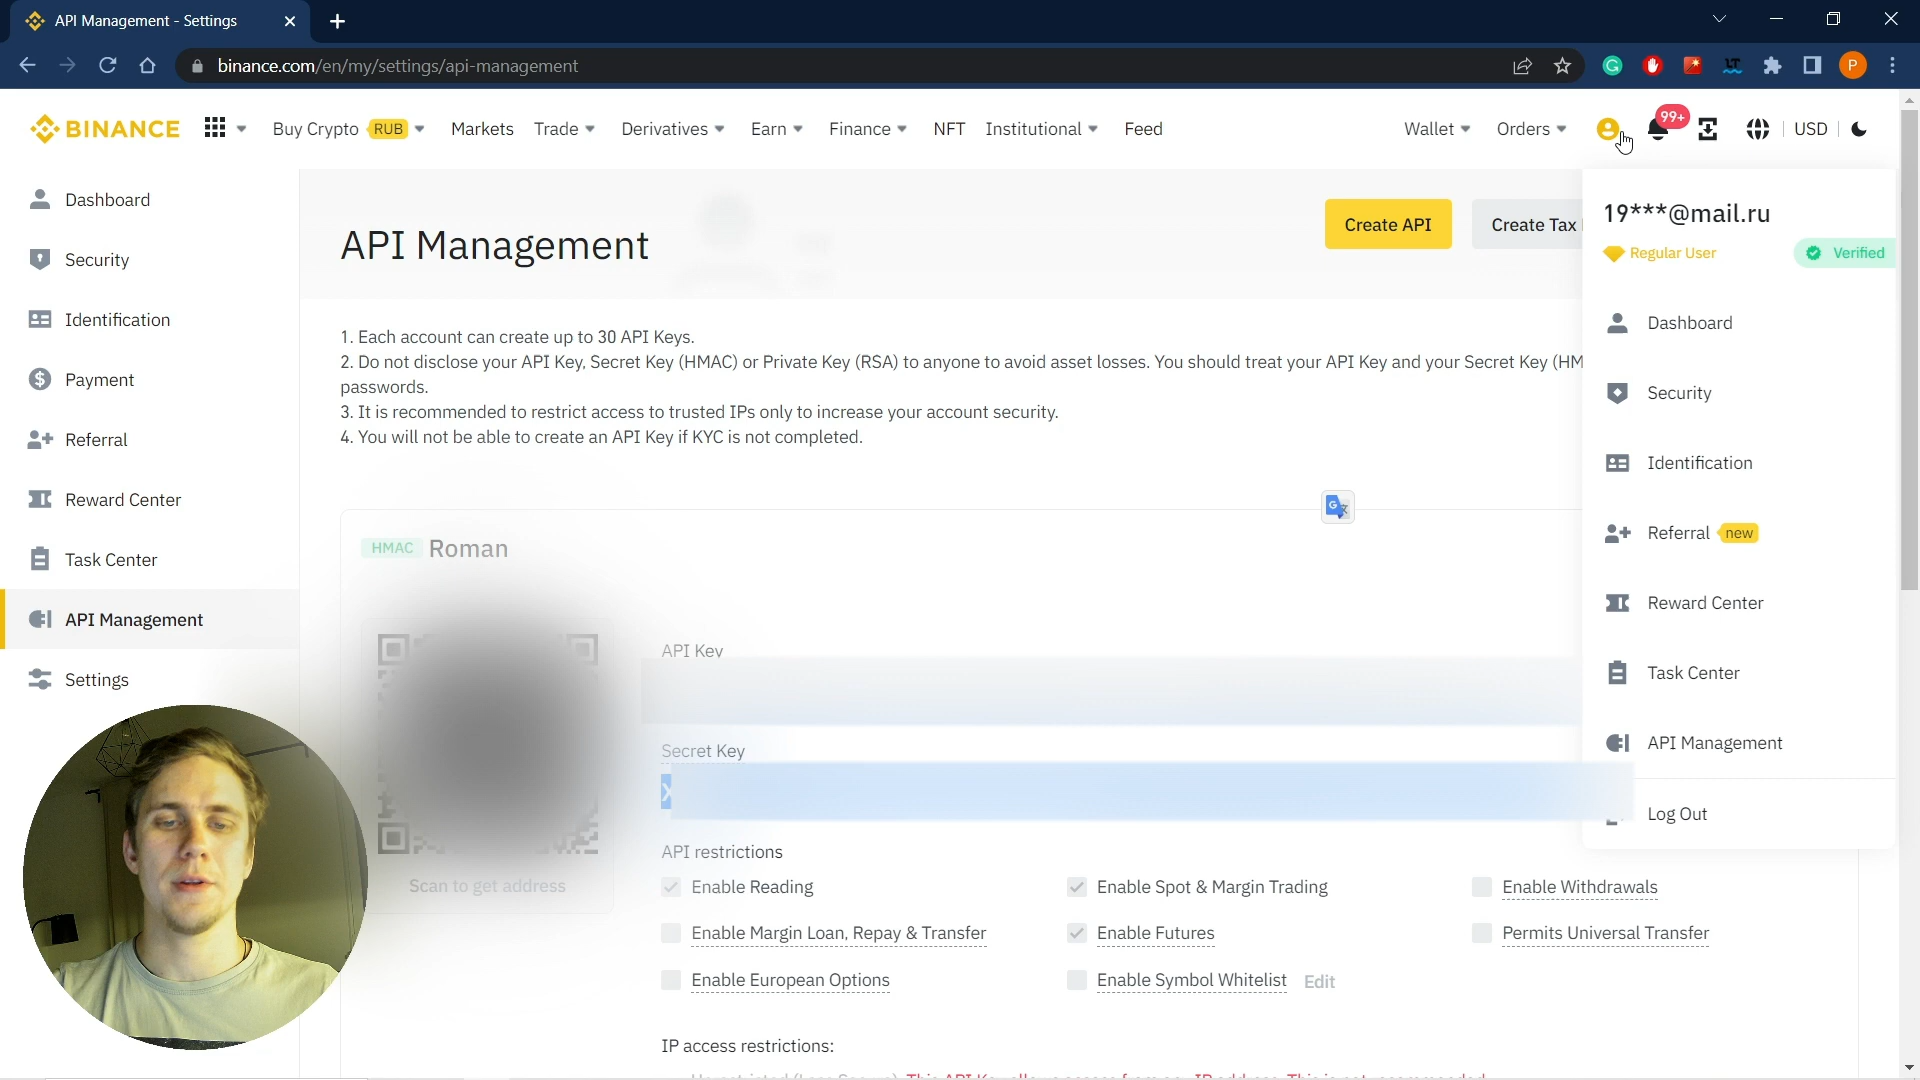 API Management - Settings
binance.com/en/my/settings/api-management
P
BINANCE
Buy Crypto RUB
Markets
Trade
Derivatives
Earn
Finance
NFT
Institutional
Feed
Wallet
Orders
99+
USD
Dashboard
Security
Identification
Payment
Referral
Reward Center
Task Center
API Management
Settings
API Management
Create API
Create Tax
1. Each account can create up to 30 API Keys.
2. Do not disclose your API Key, Secret Key (HMAC) or Private Key (RSA) to anyone to avoid asset losses. You should treat your API Key and your Secret Key (HM
passwords.
3. It is recommended to restrict access to trusted IPs only to increase your account security.
4. You will not be able to create an API Key if KYC is not completed.
HMAC Roman
Scan to get address
API Key
Secret Key
API restrictions
Enable Reading
Enable Spot & Margin Trading
Enable Withdrawals
Enable Margin Loan, Repay & Transfer
Enable Futures
Permits Universal Transfer
Enable European Options
Enable Symbol Whitelist Edit
IP access restrictions:
19***@mail.ru
Regular User
Verified
Dashboard
Security
Identification
Referral new
Reward Center
Task Center
API Management
Log Out